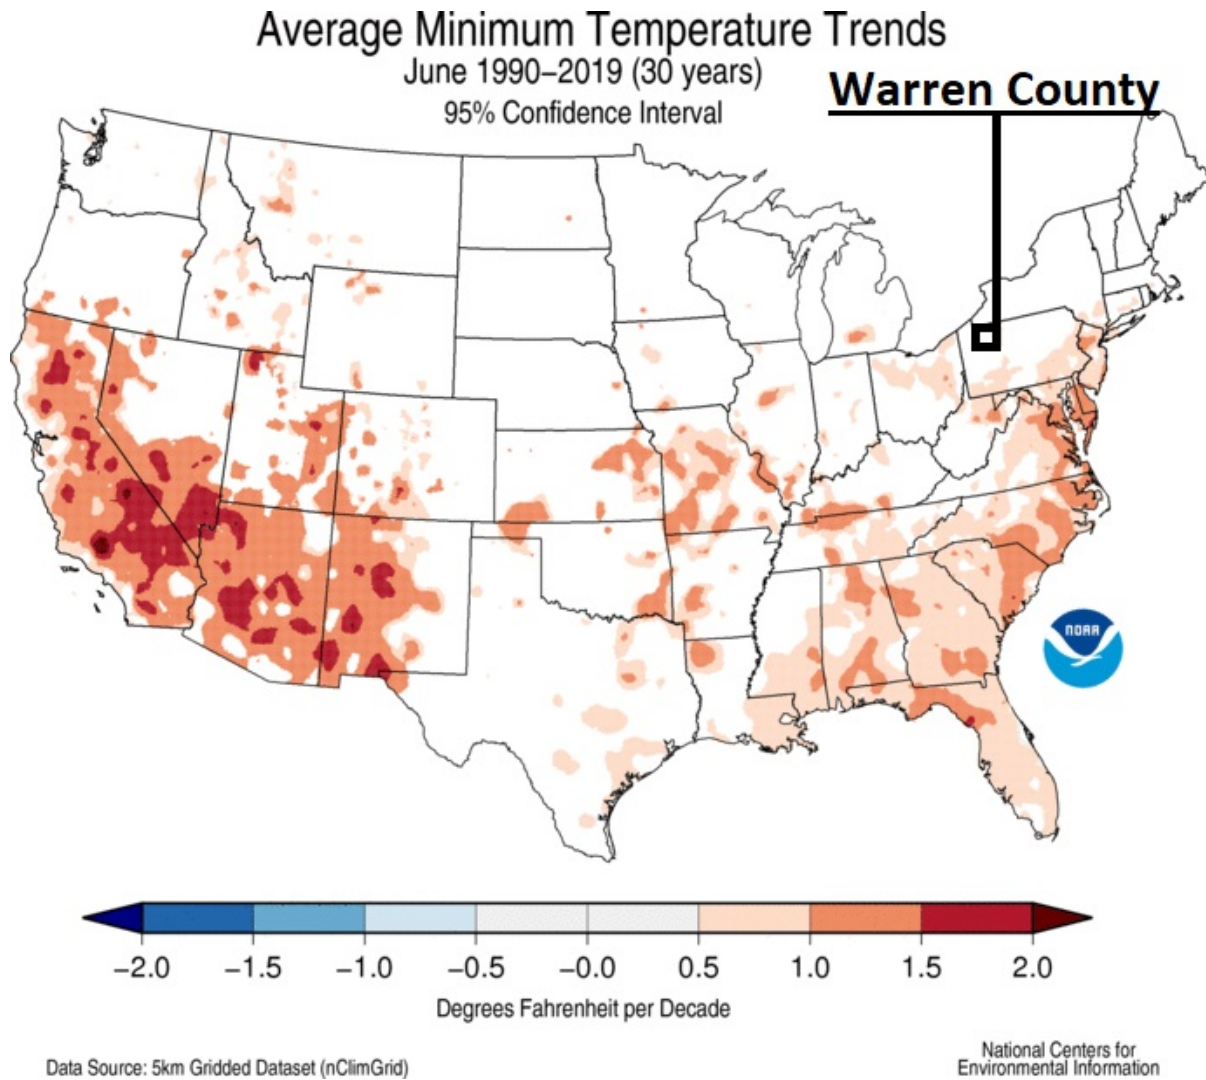 Average Minimum Temperature Trends
June 1990–2019 (30 years)
95% Confidence Interval
Warren County
NOAA
−2.0 −1.5 −1.0 −0.5 −0.0 0.5 1.0 1.5 2.0
Degrees Fahrenheit per Decade
Data Source: 5km Gridded Dataset (nClimGrid)
National Centers for
Environmental Information